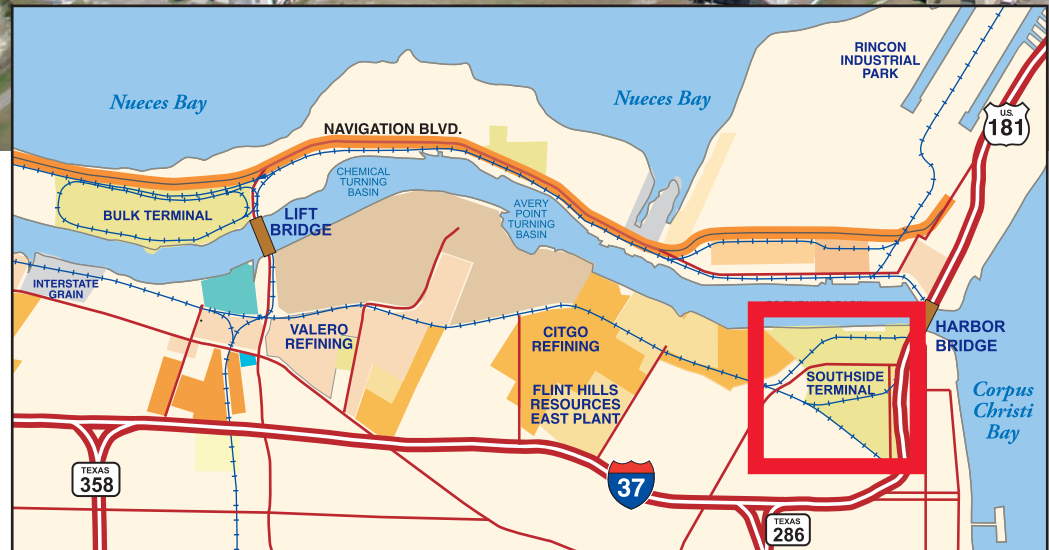 RINCON
INDUSTRIAL
PARK
Nueces Bay
Nueces Bay
U.S.
181
NAVIGATION BLVD.
CHEMICAL
TURNING
BASIN
BULK TERMINAL
LIFT
BRIDGE
AVERY
POINT
TURNING
BASIN
INTERSTATE
GRAIN
VALERO
REFINING
CITGO
REFINING
HARBOR
BRIDGE
FLINT HILLS
RESOURCES
EAST PLANT
SOUTHSIDE
TERMINAL
Corpus
Christi
Bay
TEXAS
358
37
TEXAS
286